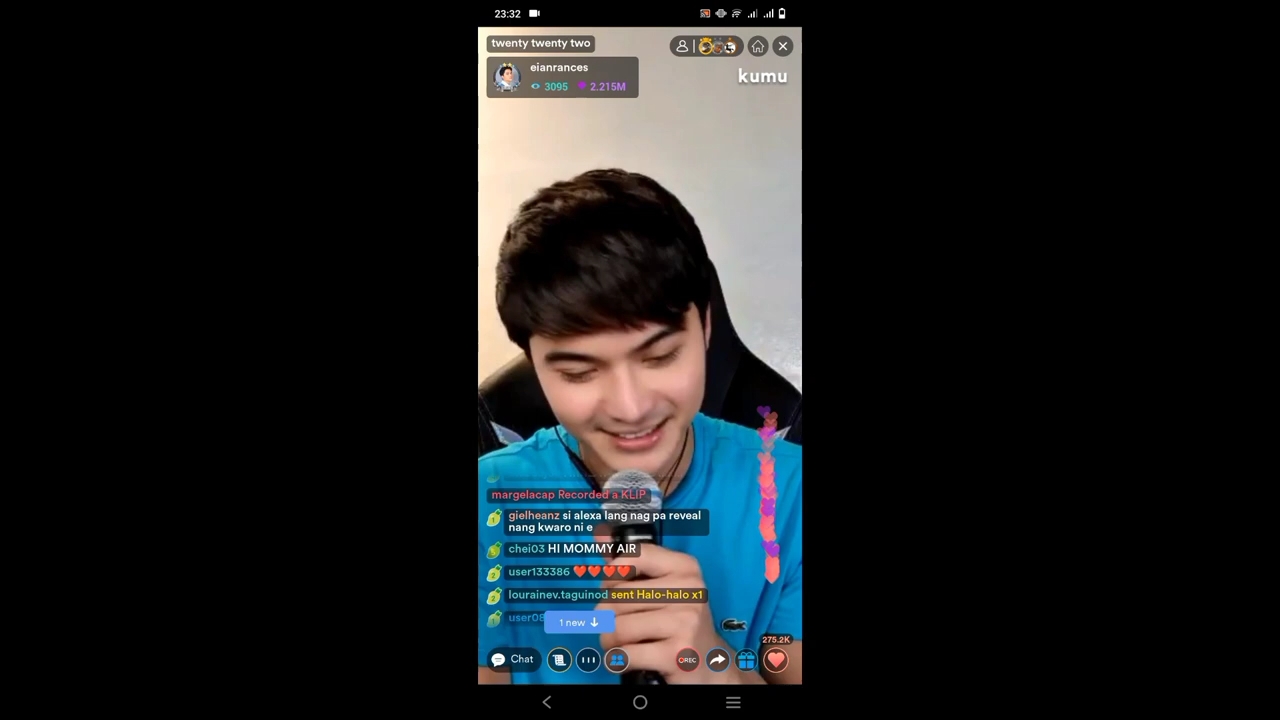 23:32
twenty twenty two
eianrances
3095 2.215M
kumu
margelacap Recorded a KLIP
gielheanz si alexa lang nag pa reveal
nang kwaro ni e
chei03 HI MOMMY AIR
user133386 ❤️❤️❤️❤️
lourainev.taguinod sent Halo-halo x1
1 new ↓
275.2K
Chat
REC